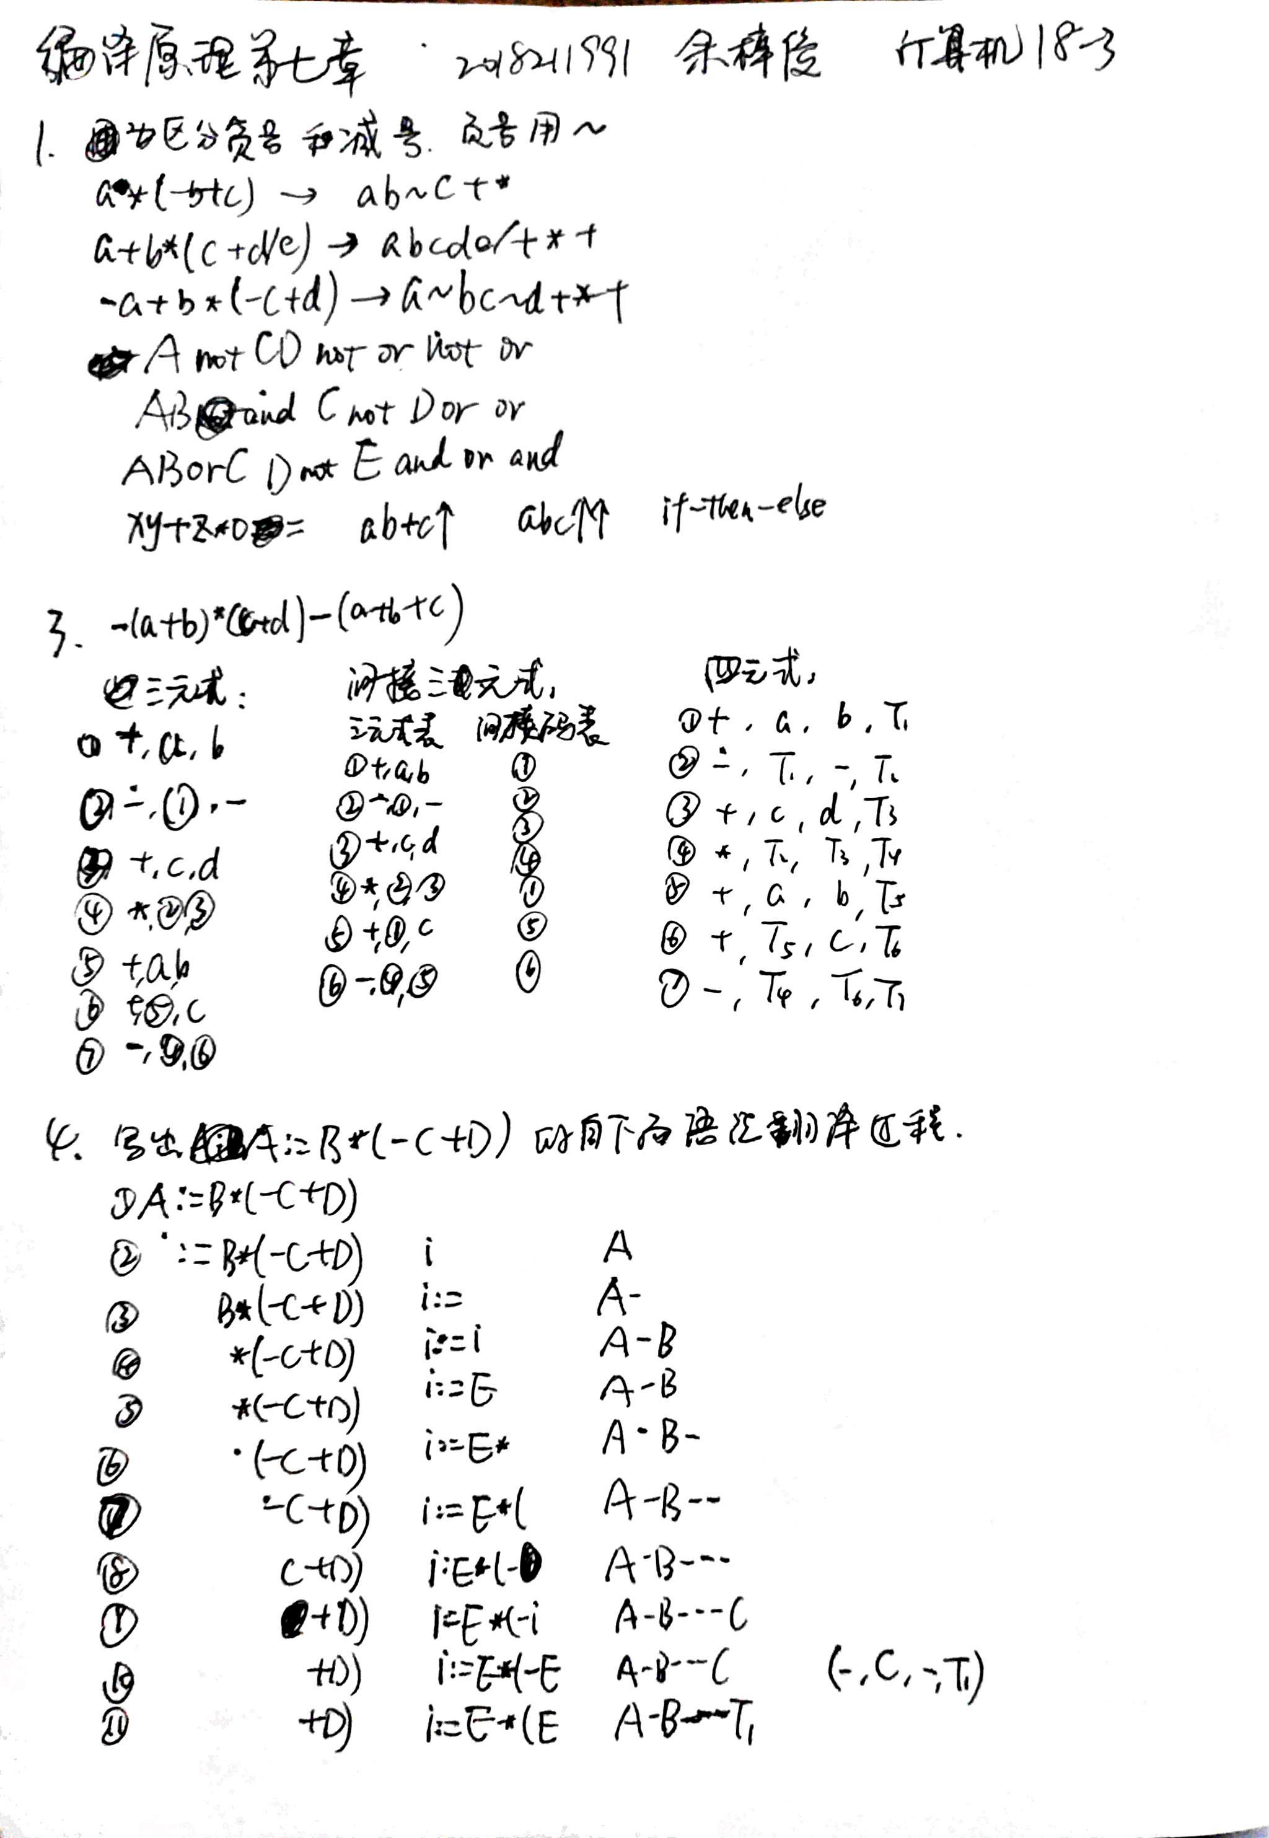 编译原理第七章 2018211991 余梓俊 计算机18-3
1. 为区分负号和减号.负号用~
a*(-b+c) → ab~c+*
a+b*(c+d/e) → abcde/+*+
-a+b*(-c+d) → a~bc~d+*+
A not CD not or not or
AB and C not D or or
ABorC D not E and or and
xy+z*0= ab+c↑ abc↑↑ if-then-else
3. -(a+b)*(c+d)-(a+b+c)
三元式: 间接三元式, 四元式,
三元式表 间接码表
① +, a, b ①+,a,b ① ①+, a, b, T₁
② ∸,①,- ②∸,①,- ② ②∸, T₁, -, T₂
③ +,c,d ③+,c,d ③ ③+, c, d, T₃
④ *,②,③ ④*,②,③ ④ ④*, T₂, T₃, T₄
⑤ +,a,b ⑤+,①,c ① ⑤+, a, b, T₅
⑥ +,⑤,c ⑥-,④,⑤ ⑤ ⑥+, T₅, c, T₆
⑦ -,④,⑥ ⑥ ⑦-, T₄, T₆, T₇
4. 写出A:=B*(-C+D)的自下而语法翻译过程.
①A:=B*(-C+D)
② :=B*(-C+D) i A
③ B*(-C+D) i:= A-
④ *(-C+D) i:=i A-B
⑤ *(-C+D) i:=E A-B
⑥ (-C+D) i:=E* A-B-
⑦ -C+D) i:=E*( A-B--
⑧ C+D) i:E*(- A-B---
⑨ +D) i=E*(-i A-B---C
⑩ +D) i:=E*(-E A-B---C (-,C,-,T₁)
⑪ +D) i:=E*(E A-B--T₁